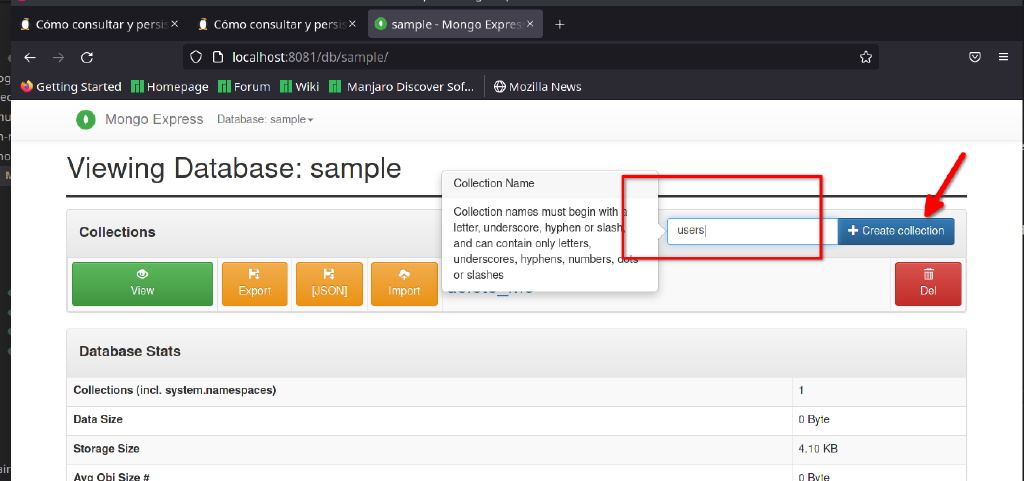 Cómo consultar y persis
Cómo consultar y persis
sample - Mongo Expres
localhost:8081/db/sample/
Getting Started
Homepage
Forum
Wiki
Manjaro Discover Sof...
Mozilla News
Mongo Express
Database: sample
Viewing Database: sample
Collection Name
Collection names must begin with a
letter, underscore, hyphen or slash,
and can contain only letters,
underscores, hyphens, numbers, dots
or slashes
Collections
users
Create collection
View
Export
[JSON]
Import
Del
Database Stats
Collections (incl. system.namespaces)
1
Data Size
0 Byte
Storage Size
4.10 KB
Avg Obj Size #
0 Byte